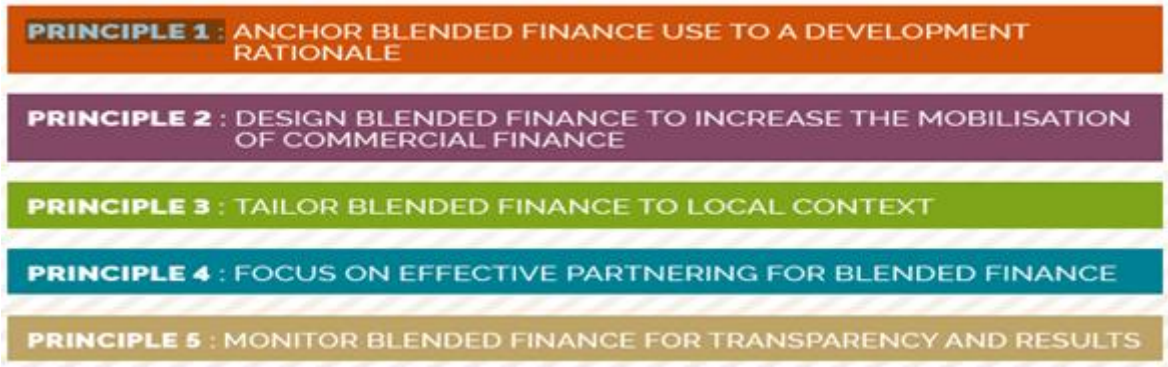 PRINCIPLE 1 : ANCHOR BLENDED FINANCE USE TO A DEVELOPMENT
RATIONALE
PRINCIPLE 2 : DESIGN BLENDED FINANCE TO INCREASE THE MOBILISATION
OF COMMERCIAL FINANCE
PRINCIPLE 3 : TAILOR BLENDED FINANCE TO LOCAL CONTEXT
PRINCIPLE 4 : FOCUS ON EFFECTIVE PARTNERING FOR BLENDED FINANCE
PRINCIPLE 5 : MONITOR BLENDED FINANCE FOR TRANSPARENCY AND RESULTS